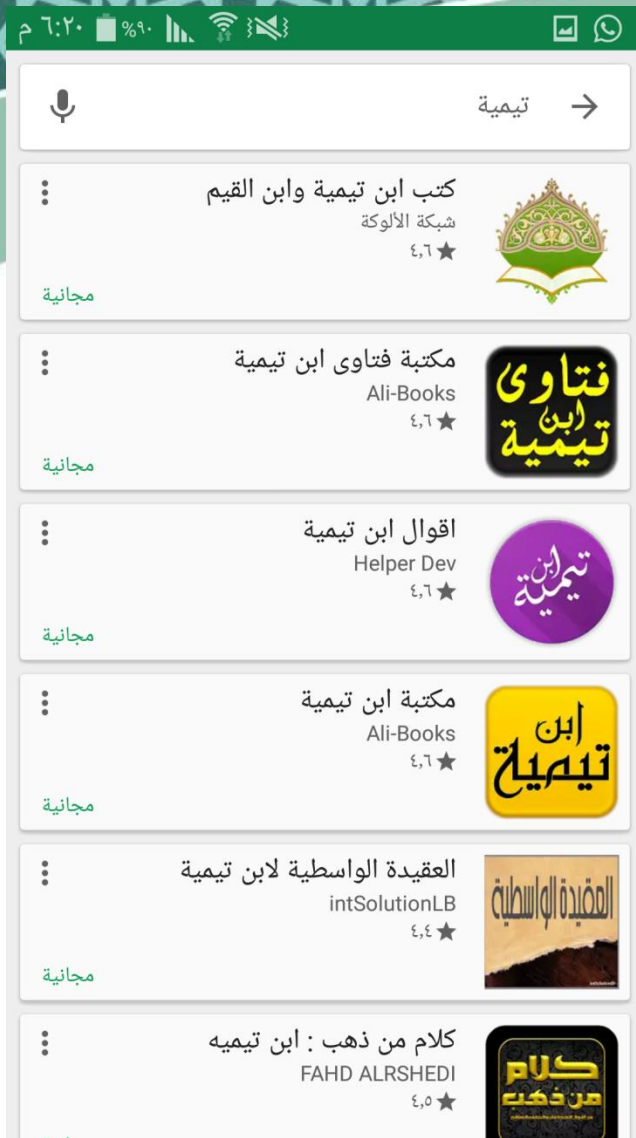 ٦:٢٠ م %٩٠
تيمية
كتب ابن تيمية وابن القيم
شبكة الألوكة
٤,٦
مجانية
فتاوى
ابن
تيمية
مكتبة فتاوى ابن تيمية
Ali-Books
٤,٦
مجانية
ابن
تيمية
اقوال ابن تيمية
Helper Dev
٤,٦
مجانية
ابن
تيمية
مكتبة ابن تيمية
Ali-Books
٤,٦
مجانية
العقيدة الواسطية
العقيدة الواسطية لابن تيمية
intSolutionLB
٤,٤
مجانية
كلام
من ذهب
كلام من ذهب : ابن تيميه
FAHD ALRSHEDI
٤,٥